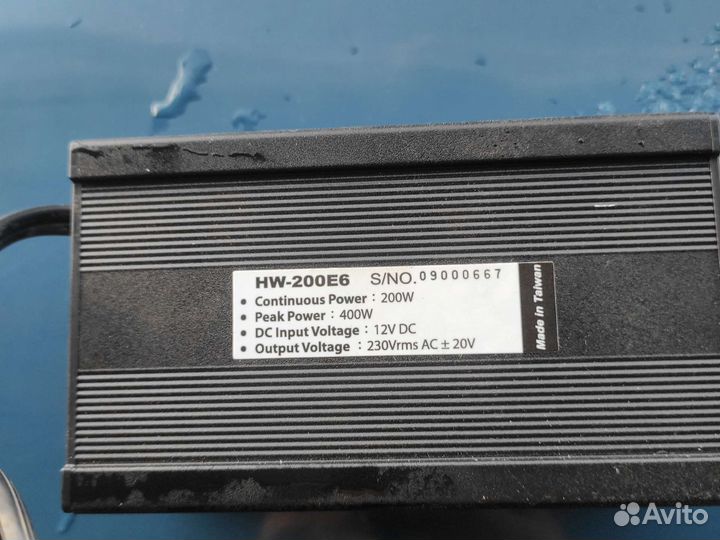 HW-200E6 S/NO. 09000667
• Continuous Power : 200W
• Peak Power : 400W
• DC Input Voltage : 12V DC
• Output Voltage : 230Vrms AC ± 20V
Made in Taiwan
Avito